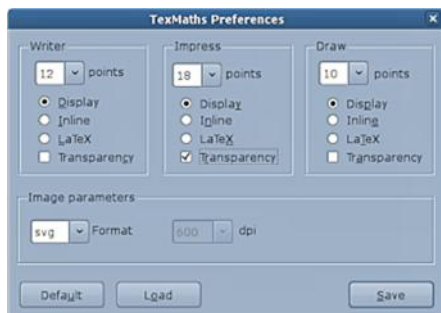 TexMaths Preferences
Writer Impress Draw
12 points 18 points 10 points
Display Display Display
Inline Inline Inline
LaTeX LaTeX LaTeX
Transparency Transparency Transparency
Image parameters
svg Format 600 dpi
Default Load Save